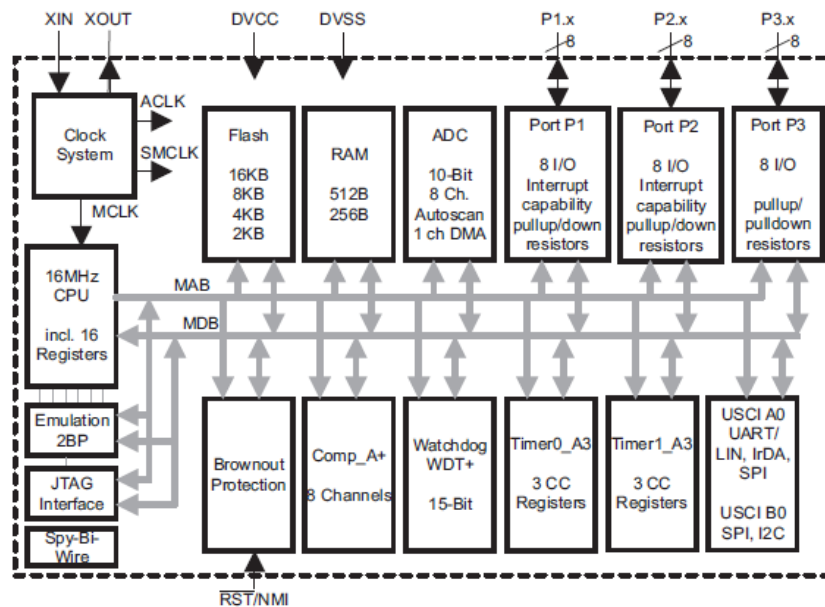 XIN XOUT DVCC DVSS P1.x P2.x P3.x
8 8 8
Clock
System
ACLK
SMCLK
MCLK
Flash
16KB
8KB
4KB
2KB
RAM
512B
256B
ADC
10-Bit
8 Ch.
Autoscan
1 ch DMA
Port P1
8 I/O
Interrupt
capability
pullup/down
resistors
Port P2
8 I/O
Interrupt
capability
pullup/down
resistors
Port P3
8 I/O
pullup/
pulldown
resistors
16MHz
CPU
incl. 16
Registers
MAB
MDB
Emulation
2BP
JTAG
Interface
Spy-Bi-
Wire
Brownout
Protection
Comp_A+
8 Channels
Watchdog
WDT+
15-Bit
Timer0_A3
3 CC
Registers
Timer1_A3
3 CC
Registers
USCI A0
UART/
LIN, IrDA,
SPI
USCI B0
SPI, I2C
RST/NMI